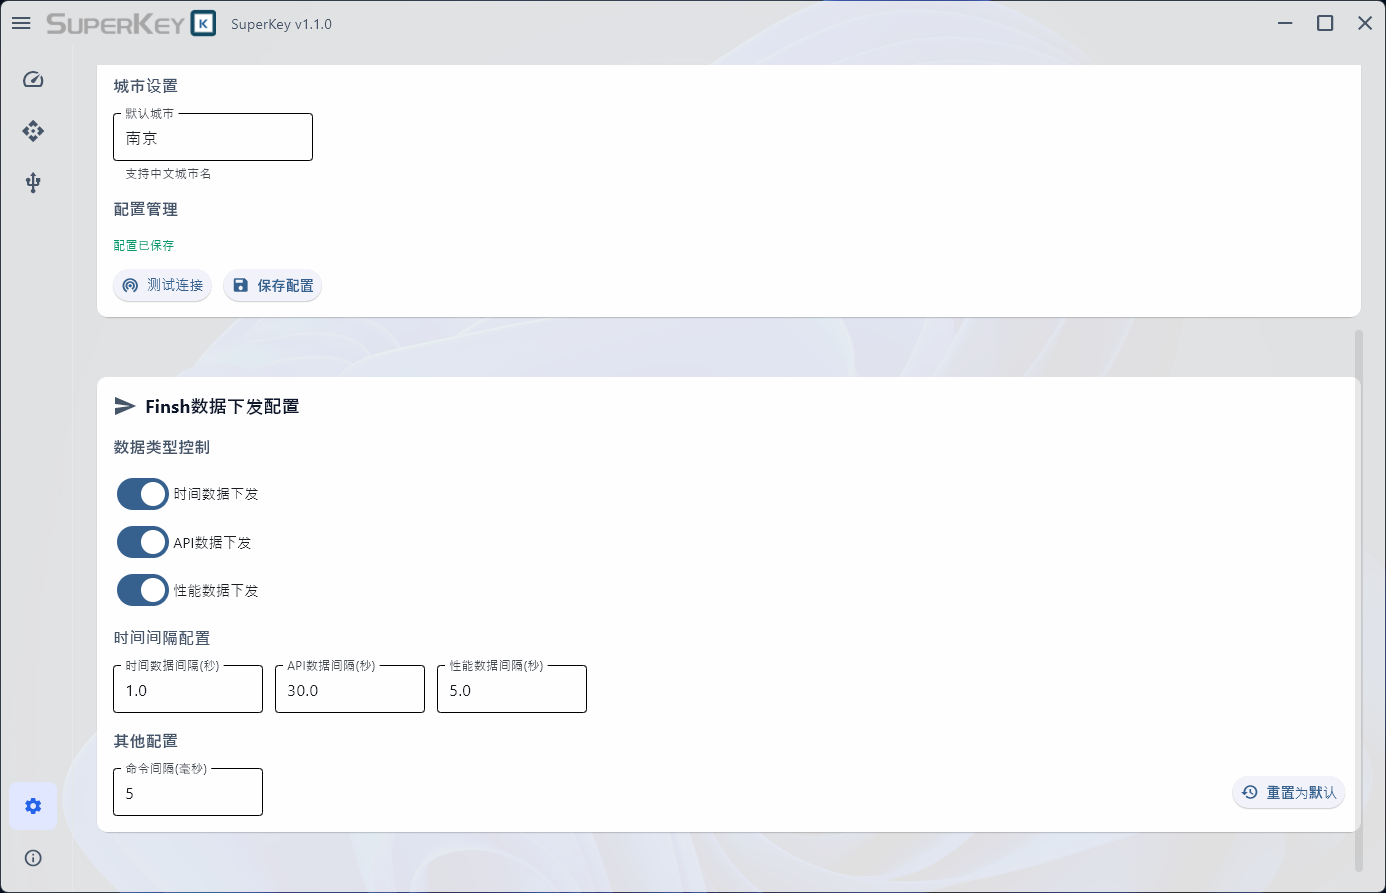 SUPERKEY K SuperKey v1.1.0
城市设置
默认城市
南京
支持中文城市名
配置管理
配置已保存
测试连接 保存配置
Finsh数据下发配置
数据类型控制
时间数据下发
API数据下发
性能数据下发
时间间隔配置
时间数据间隔(秒) API数据间隔(秒) 性能数据间隔(秒)
1.0 30.0 5.0
其他配置
命令间隔(毫秒)
5
重置为默认